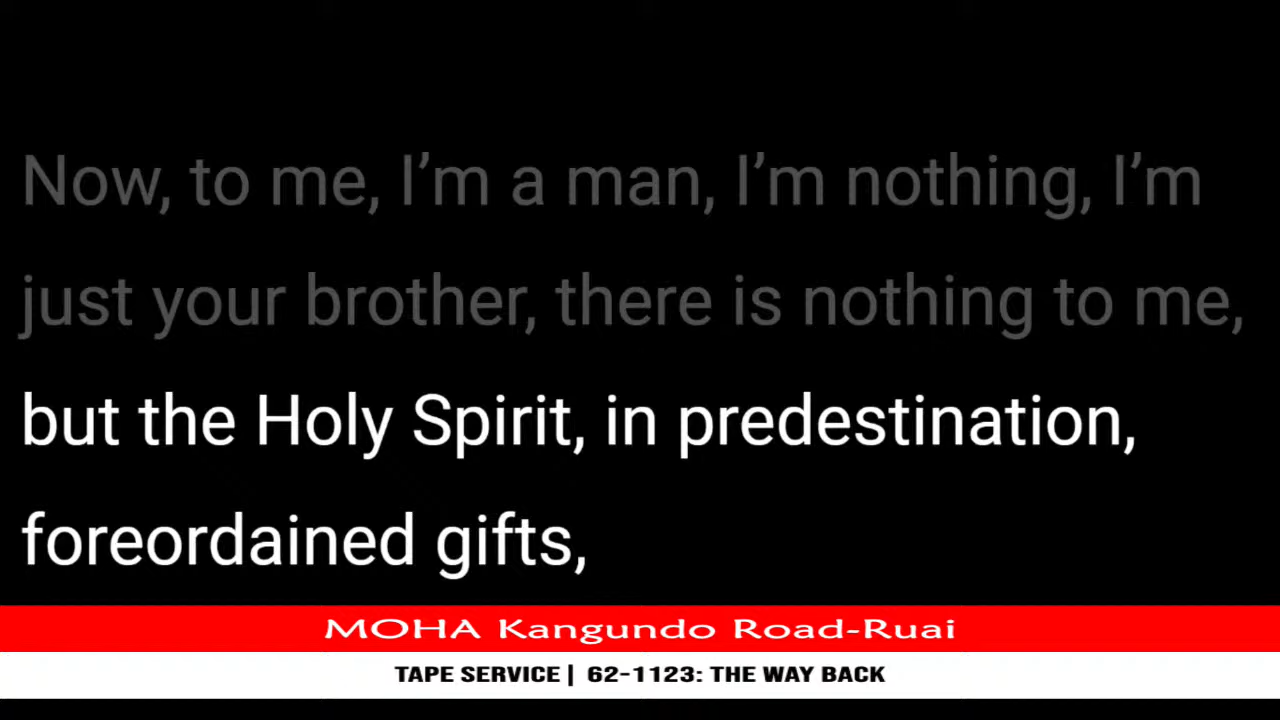 Now, to me, I’m a man, I’m nothing, I’m
just your brother, there is nothing to me,
but the Holy Spirit, in predestination,
foreordained gifts,
MOHA Kangundo Road-Ruai
TAPE SERVICE | 62-1123: THE WAY BACK